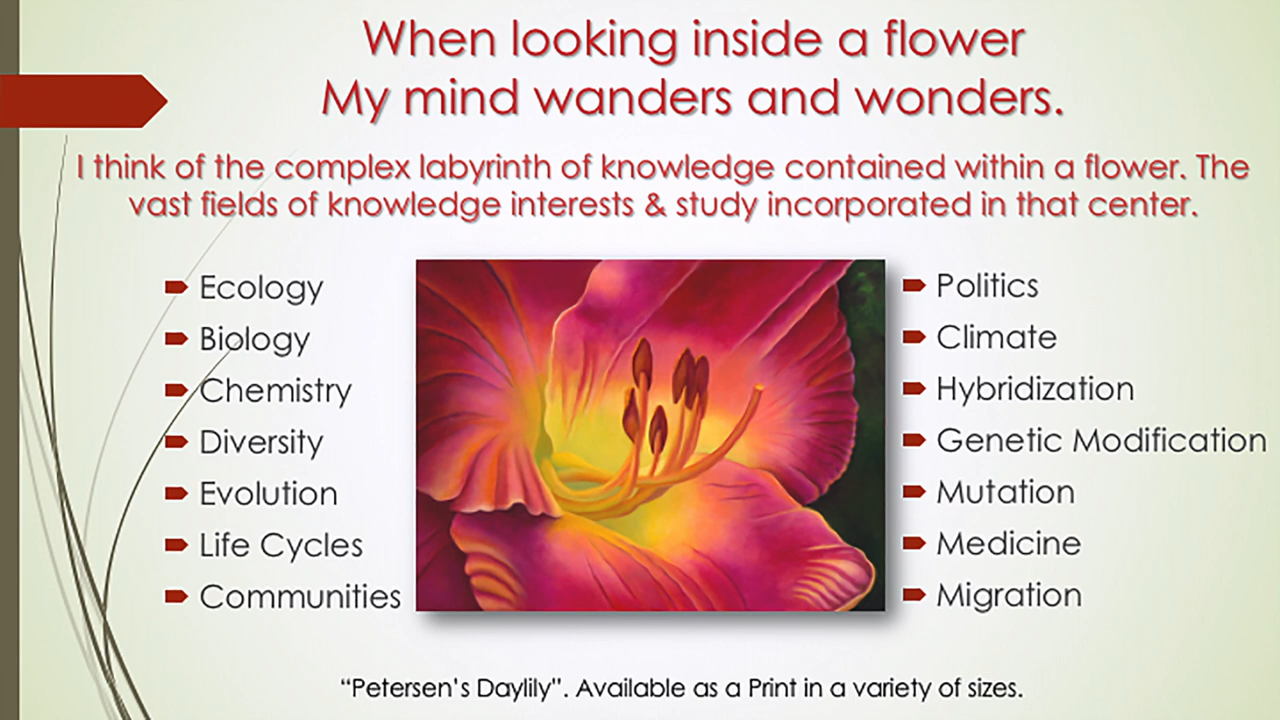 When looking inside a flower
My mind wanders and wonders.
I think of the complex labyrinth of knowledge contained within a flower. The
vast fields of knowledge interests & study incorporated in that center.
Ecology
Biology
Chemistry
Diversity
Evolution
Life Cycles
Communities
Politics
Climate
Hybridization
Genetic Modification
Mutation
Medicine
Migration
“Petersen’s Daylily”. Available as a Print in a variety of sizes.